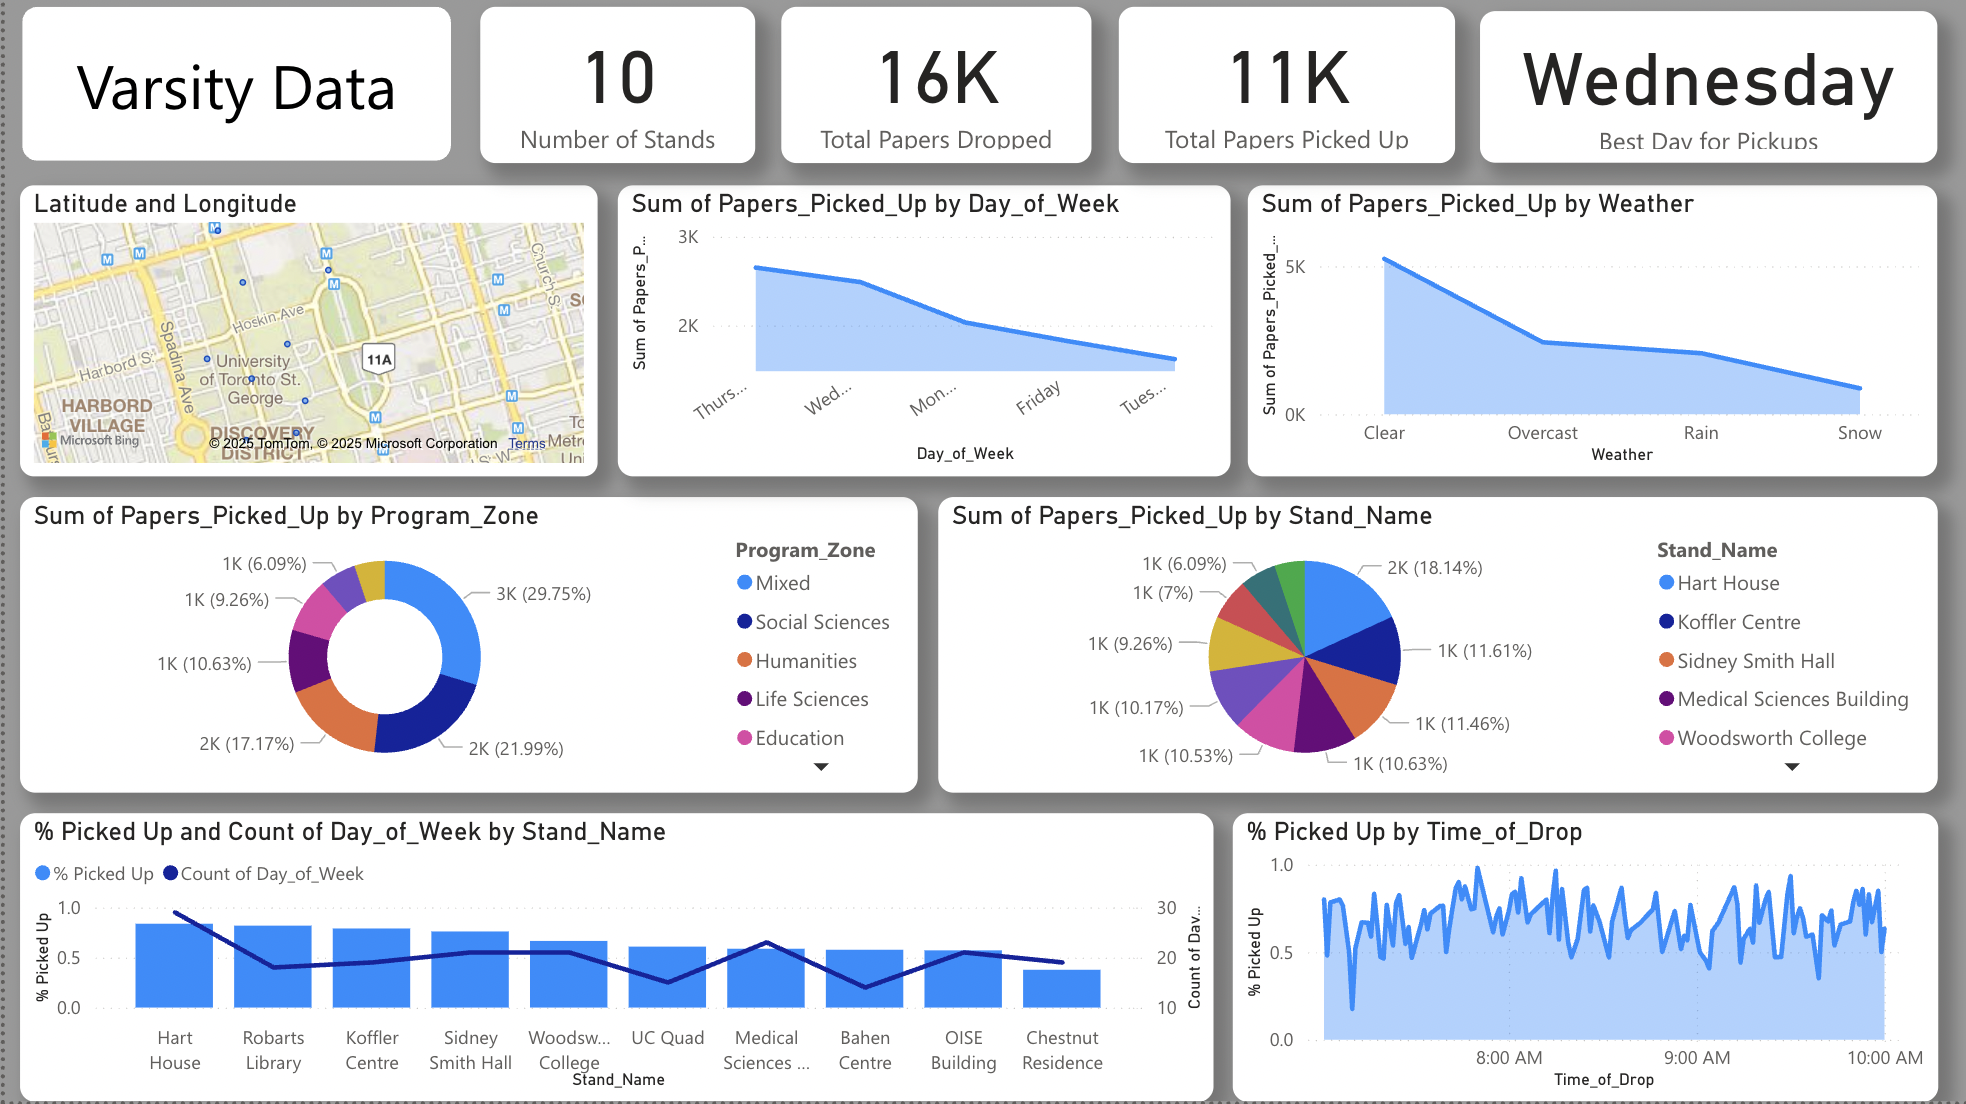 Varsity Data
10
Number of Stands
16K
Total Papers Dropped
11K
Total Papers Picked Up
Wednesday
Best Day for Pickups
Latitude and Longitude
Hoskin Ave
Harbord S
Spadina Ave
Church S
University
of Toronto St.
George
11A
HARBORD
VILLAGE
DISCOVERY
DISTRICT
Microsoft Bing
© 2025 TomTom, © 2025 Microsoft Corporation Terms
M
M
M
M
M
M
M
M
M
M
M
Sum of Papers_Picked_Up by Day_of_Week
Sum of Papers_P...
3K
2K
Thurs...
Wed...
Mon...
Friday
Tues...
Day_of_Week
Sum of Papers_Picked_Up by Weather
Sum of Papers_Picked_...
5K
0K
Clear
Overcast
Rain
Snow
Weather
Sum of Papers_Picked_Up by Program_Zone
1K (6.09%)
1K (9.26%)
1K (10.63%)
2K (17.17%)
3K (29.75%)
2K (21.99%)
Program_Zone
Mixed
Social Sciences
Humanities
Life Sciences
Education
Sum of Papers_Picked_Up by Stand_Name
1K (6.09%)
1K (7%)
1K (9.26%)
1K (10.17%)
1K (10.53%)
2K (18.14%)
1K (11.61%)
1K (11.46%)
1K (10.63%)
Stand_Name
Hart House
Koffler Centre
Sidney Smith Hall
Medical Sciences Building
Woodsworth College
% Picked Up and Count of Day_of_Week by Stand_Name
% Picked Up Count of Day_of_Week
% Picked Up
1.0
0.5
0.0
30
20
10
Count of Day...
Hart House
Robarts Library
Koffler Centre
Sidney Smith Hall
Woodsw... College
UC Quad
Medical Sciences ...
Bahen Centre
OISE Building
Chestnut Residence
Stand_Name
% Picked Up by Time_of_Drop
% Picked Up
1.0
0.5
0.0
8:00 AM
9:00 AM
10:00 AM
Time_of_Drop